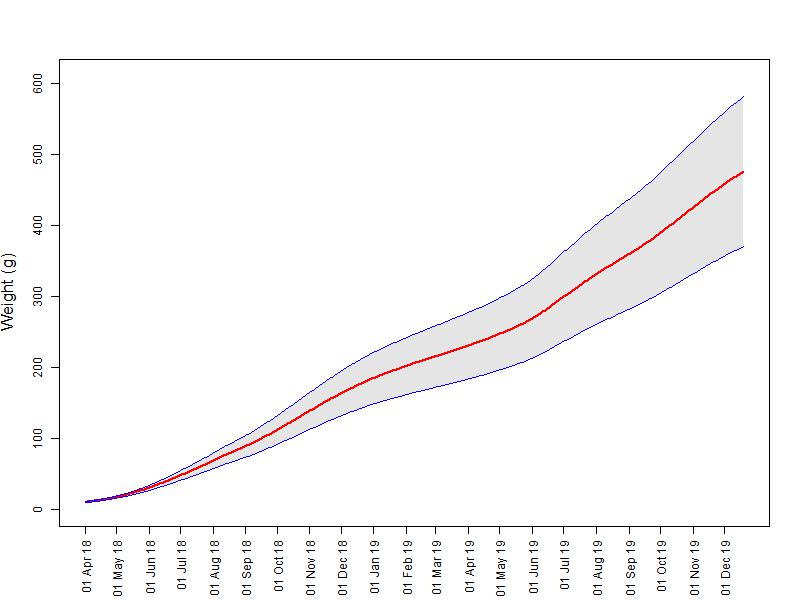 Weight (g)
600
500
400
300
200
100
0
01 Apr 18
01 May 18
01 Jun 18
01 Jul 18
01 Aug 18
01 Sep 18
01 Oct 18
01 Nov 18
01 Dec 18
01 Jan 19
01 Feb 19
01 Mar 19
01 Apr 19
01 May 19
01 Jun 19
01 Jul 19
01 Aug 19
01 Sep 19
01 Oct 19
01 Nov 19
01 Dec 19